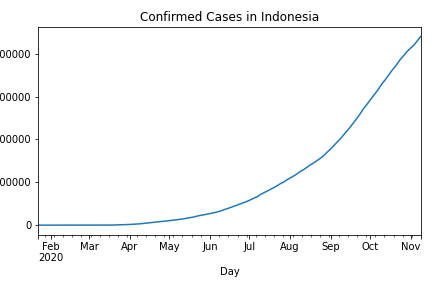 Confirmed Cases in Indonesia
00000
00000
00000
00000
0
Feb Mar Apr May Jun Jul Aug Sep Oct Nov
2020
Day